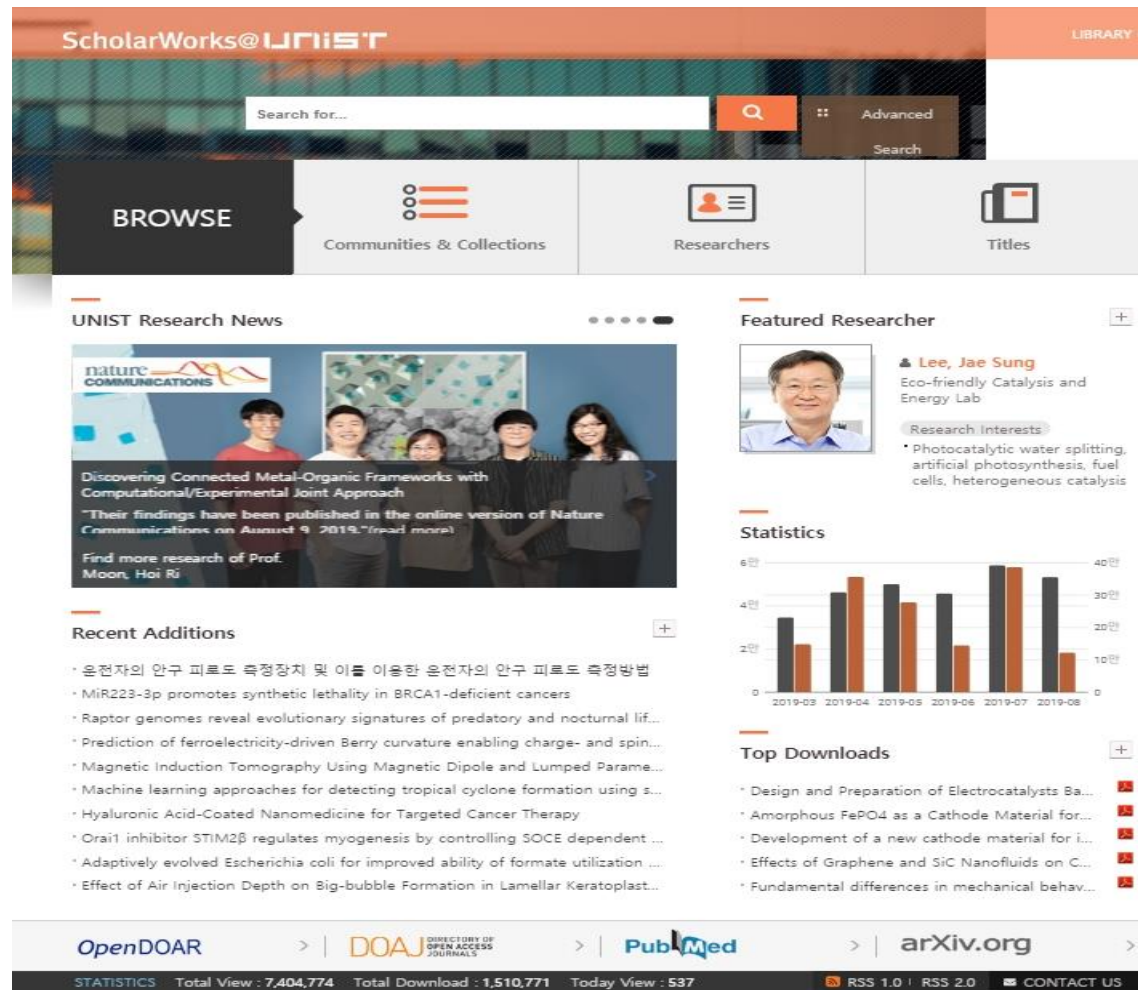 ScholarWorks@UNIST
LIBRARY
Search for...
Advanced
Search
BROWSE
Communities & Collections
Researchers
Titles
UNIST Research News
nature
COMMUNICATIONS
Discovering Connected Metal-Organic Frameworks with
Computational/Experimental Joint Approach
"Their findings have been published in the online version of Nature
Communications on August 9, 2019."(read more)
Find more research of Prof.
Moon, Hoi Ri
Recent Additions
운전자의 안구 피로도 측정장치 및 이를 이용한 운전자의 안구 피로도 측정방법
MiR223-3p promotes synthetic lethality in BRCA1-deficient cancers
Raptor genomes reveal evolutionary signatures of predatory and nocturnal lif...
Prediction of ferroelectricity-driven Berry curvature enabling charge- and spin...
Magnetic Induction Tomography Using Magnetic Dipole and Lumped Parame...
Machine learning approaches for detecting tropical cyclone formation using s...
Hyaluronic Acid-Coated Nanomedicine for Targeted Cancer Therapy
Orai1 inhibitor STIM2β regulates myogenesis by controlling SOCE dependent ...
Adaptively evolved Escherichia coli for improved ability of formate utilization ...
Effect of Air Injection Depth on Big-bubble Formation in Lamellar Keratoplast...
Featured Researcher
Lee, Jae Sung
Eco-friendly Catalysis and
Energy Lab
Research Interests
Photocatalytic water splitting,
artificial photosynthesis, fuel
cells, heterogeneous catalysis
Statistics
6만
40만
30만
4만
20만
2만
10만
0
0
2019-03 2019-04 2019-05 2019-06 2019-07 2019-08
Top Downloads
Design and Preparation of Electrocatalysts Ba...
Amorphous FePO4 as a Cathode Material for...
Development of a new cathode material for i...
Effects of Graphene and SiC Nanofluids on C...
Fundamental differences in mechanical behav...
OpenDOAR > | DOAJ DIRECTORY OF OPEN ACCESS JOURNALS > | PubMed > | arXiv.org >
STATISTICS Total View : 7,404,774 Total Download : 1,510,771 Today View : 537 RSS 1.0 | RSS 2.0 CONTACT US